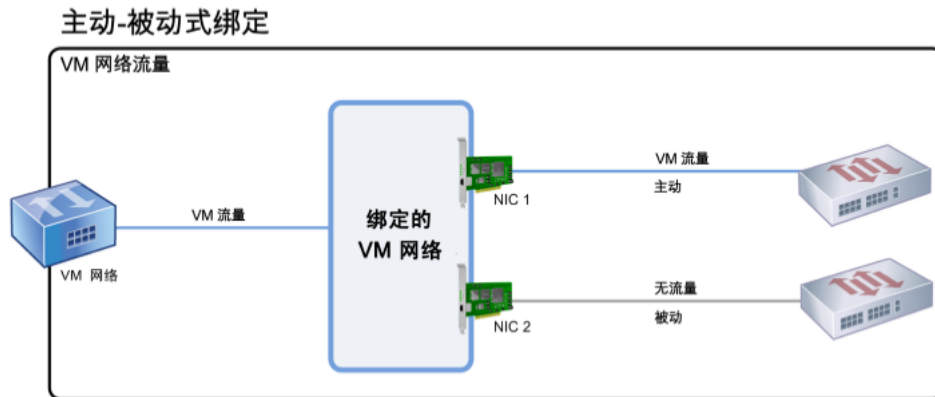 主动-被动式绑定
VM 网络流量
VM 流量
VM 网络
绑定的
VM 网络
NIC 1
VM 流量
主动
NIC 2
无流量
被动